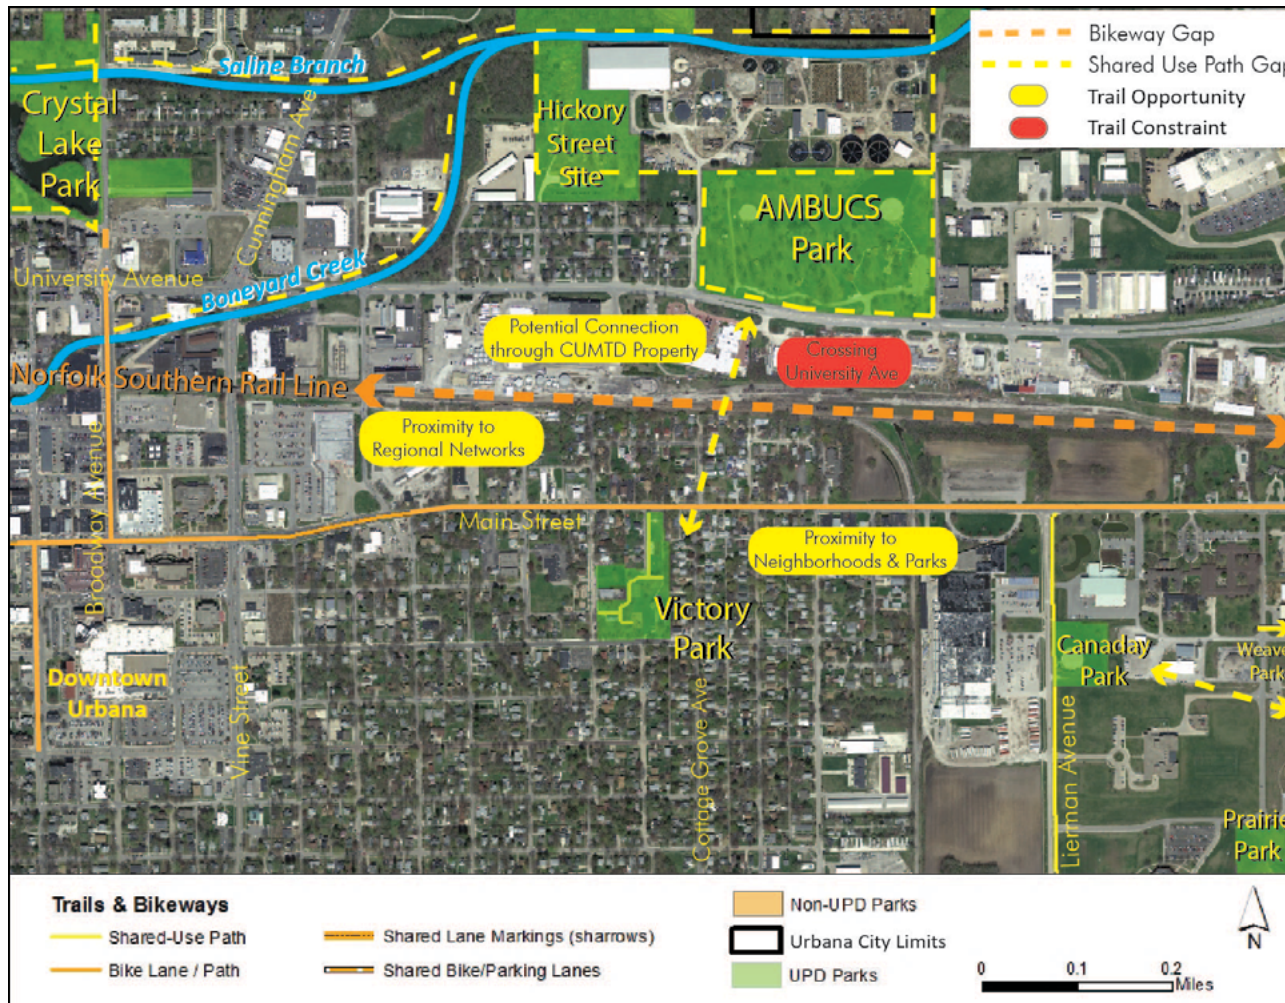 Bikeway Gap
Shared Use Path Gap
Trail Opportunity
Trail Constraint
Saline Branch
Crystal
Lake
Park
Cunningham Ave
Hickory
Street
Site
AMBUCS
Park
University Avenue
Boneyard Creek
Potential Connection
through CUMTD Property
Crossing
University Ave
Norfolk Southern Rail Line
Proximity to
Regional Networks
Broadway Avenue
Main Street
Proximity to
Neighborhoods & Parks
Victory
Park
Canaday
Park
Weave
Park
Downtown
Urbana
Vine Street
Cottage Grove Ave
Lierman Avenue
Prairie
Park
Trails & Bikeways
Shared-Use Path
Bike Lane / Path
Shared Lane Markings (sharrows)
Shared Bike/Parking Lanes
Non-UPD Parks
Urbana City Limits
UPD Parks
N
0 0.1 0.2
Miles